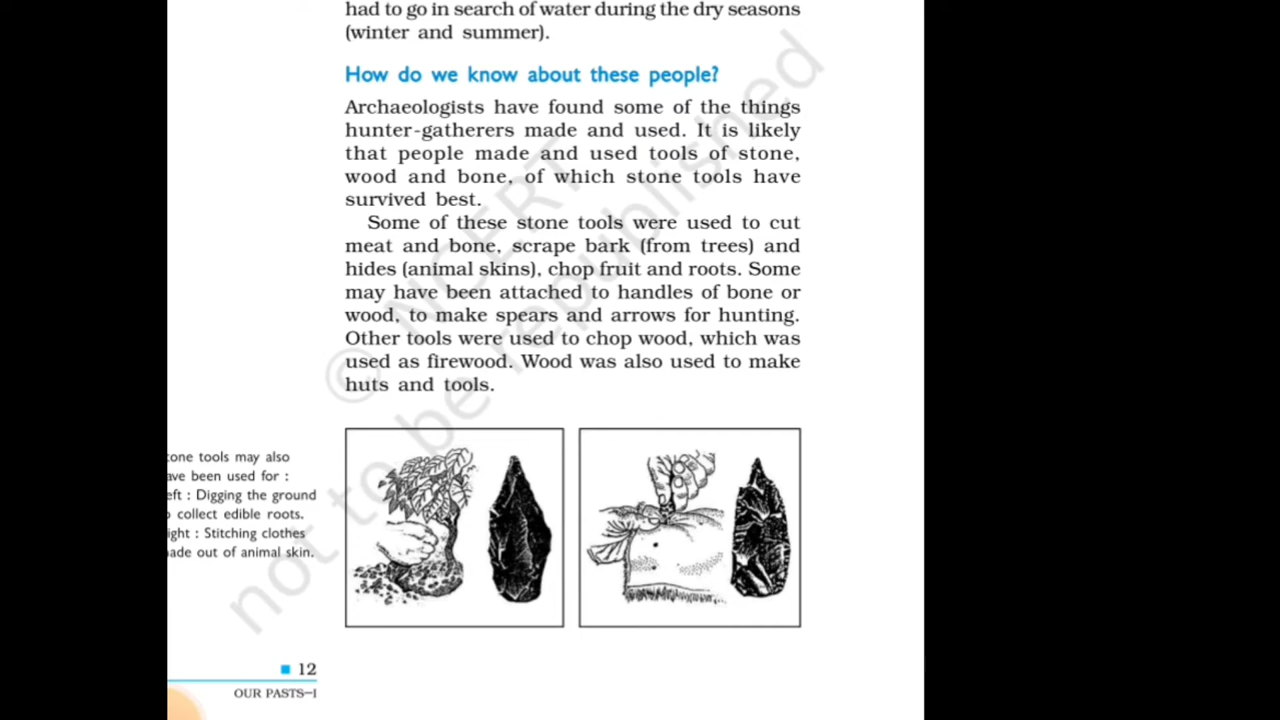 had to go in search of water during the dry seasons
(winter and summer).
How do we know about these people?
Archaeologists have found some of the things
hunter-gatherers made and used. It is likely
that people made and used tools of stone,
wood and bone, of which stone tools have
survived best.
Some of these stone tools were used to cut
meat and bone, scrape bark (from trees) and
hides (animal skins), chop fruit and roots. Some
may have been attached to handles of bone or
wood, to make spears and arrows for hunting.
Other tools were used to chop wood, which was
used as firewood. Wood was also used to make
huts and tools.
tone tools may also
ave been used for :
eft : Digging the ground
o collect edible roots.
ight : Stitching clothes
ade out of animal skin.
12
OUR PASTS–I
© NCERT
not to be republished